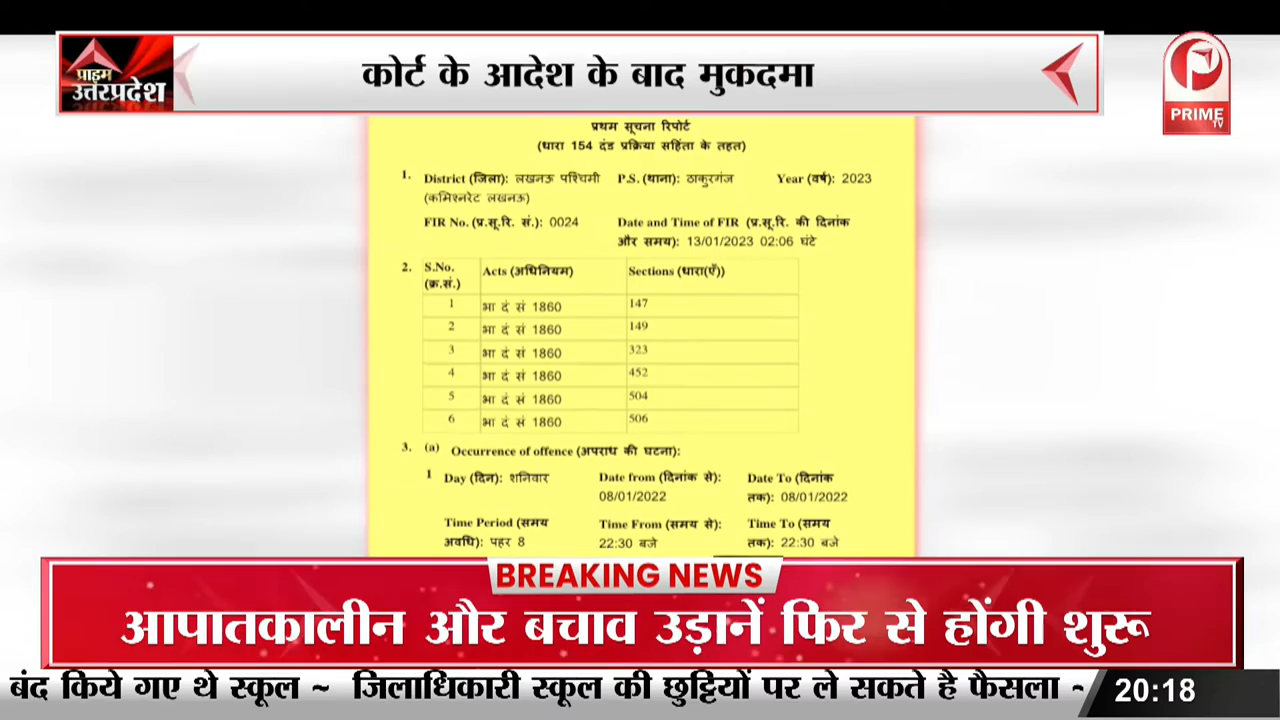 प्राइम
उत्तरप्रदेश
कोर्ट के आदेश के बाद मुकदमा
PRIME
TV
प्रथम सूचना रिपोर्ट
(धारा 154 दंड प्रक्रिया सहिंता के तहत)
1. District (जिला): लखनऊ पश्चिमी P.S. (थाना): ठाकुरगंज Year (वर्ष): 2023
(कमिश्नरेट लखनऊ)
FIR No. (प्र.सू.रि. सं.): 0024 Date and Time of FIR (प्र.सू.रि. की दिनांक
और समय): 13/01/2023 02:06 घंटे
2. S.No. Acts (अधिनियम) Sections (धारा(एँ))
(क्र.सं.)
1 भा दं सं 1860 147
2 भा दं सं 1860 149
3 भा दं सं 1860 323
4 भा दं सं 1860 452
5 भा दं सं 1860 504
6 भा दं सं 1860 506
3. (a) Occurrence of offence (अपराध की घटना):
1 Day (दिन): शनिवार Date from (दिनांक से): Date To (दिनांक
08/01/2022 तक): 08/01/2022
Time Period (समय Time From (समय से): Time To (समय
अवधि): पहर 8 22:30 बजे तक): 22:30 बजे
BREAKING NEWS
आपातकालीन और बचाव उड़ानें फिर से होंगी शुरू
बंद किये गए थे स्कूल ~ जिलाधिकारी स्कूल की छुट्टियों पर ले सकते है फैसला ~ 20:18